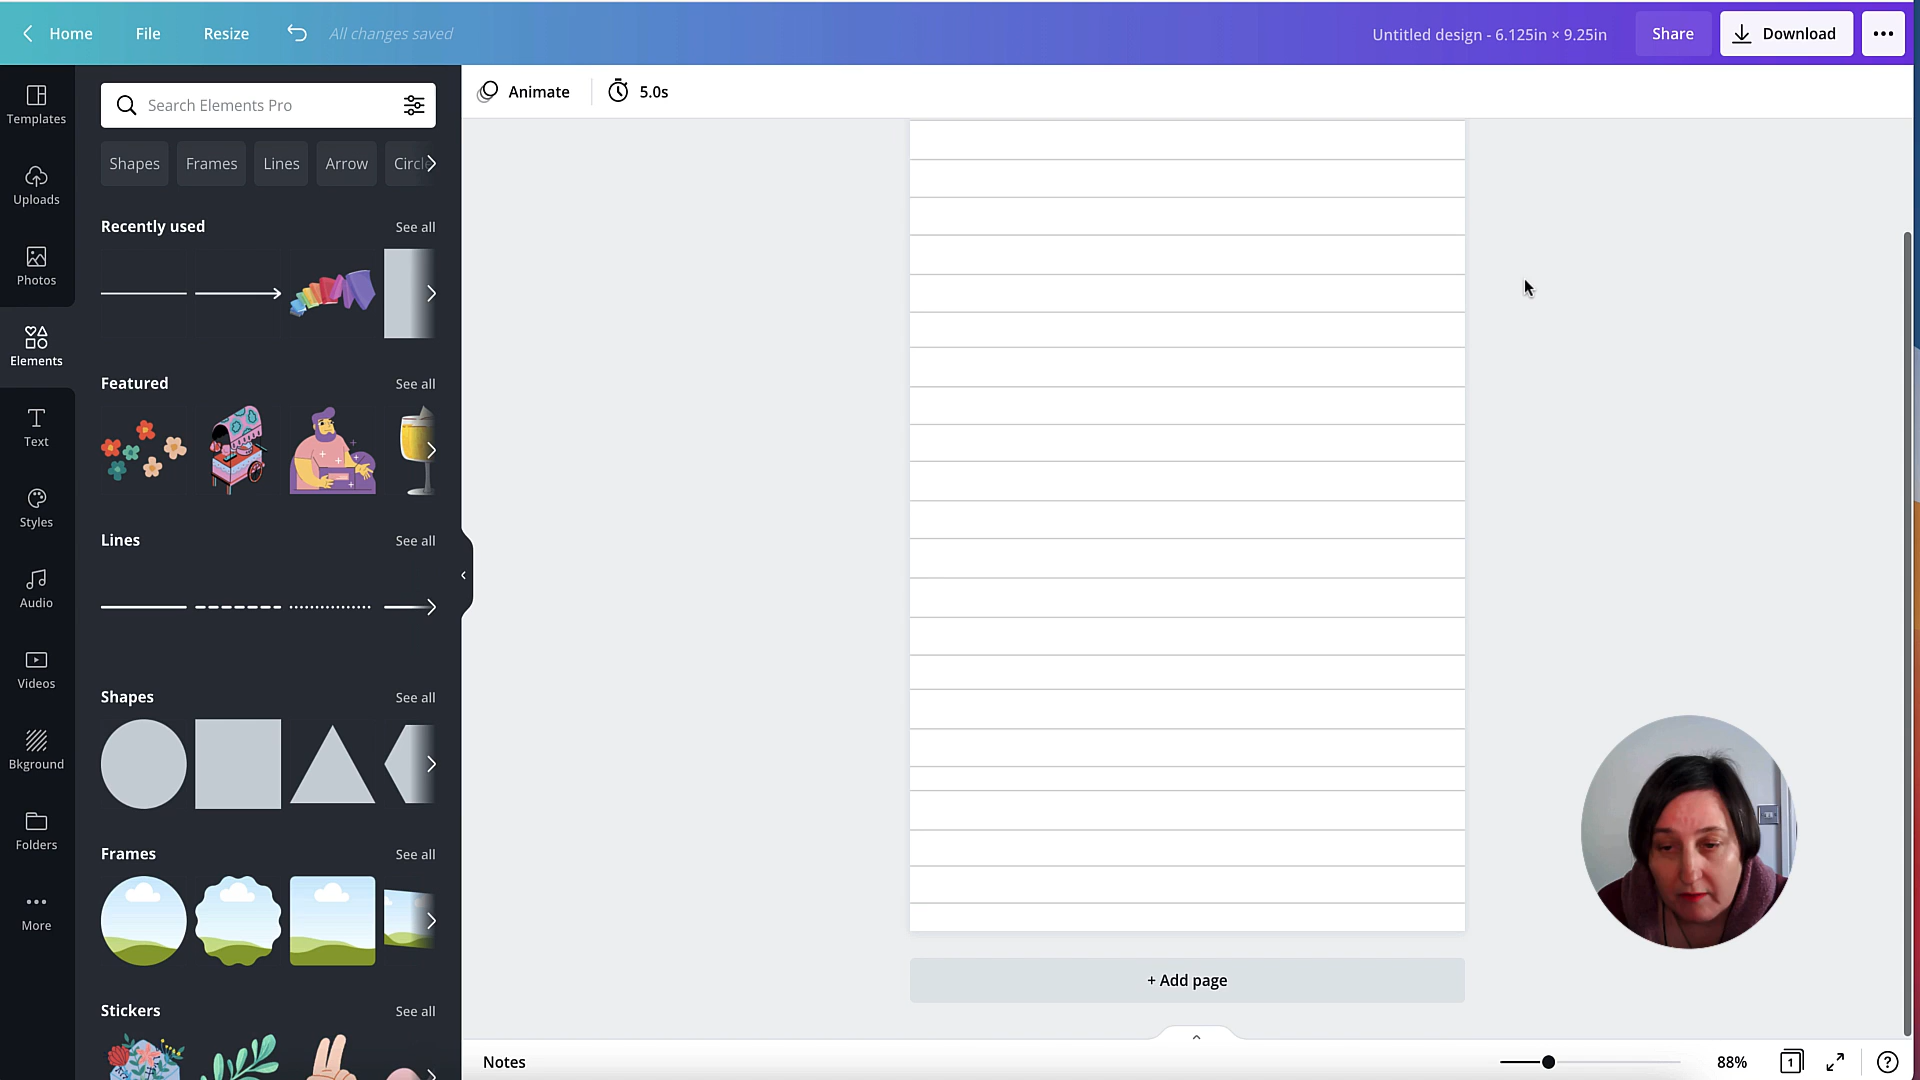 Home File Resize All changes saved Untitled design - 6.125in × 9.25in Share Download
Templates
Uploads
Photos
Elements
Text
Styles
Audio
Videos
Bkground
Folders
More
Search Elements Pro
Shapes Frames Lines Arrow Circl
Recently used See all
Featured See all
Lines See all
Shapes See all
Frames See all
Stickers See all
Animate 5.0s
+ Add page
Notes 88% 1 ?